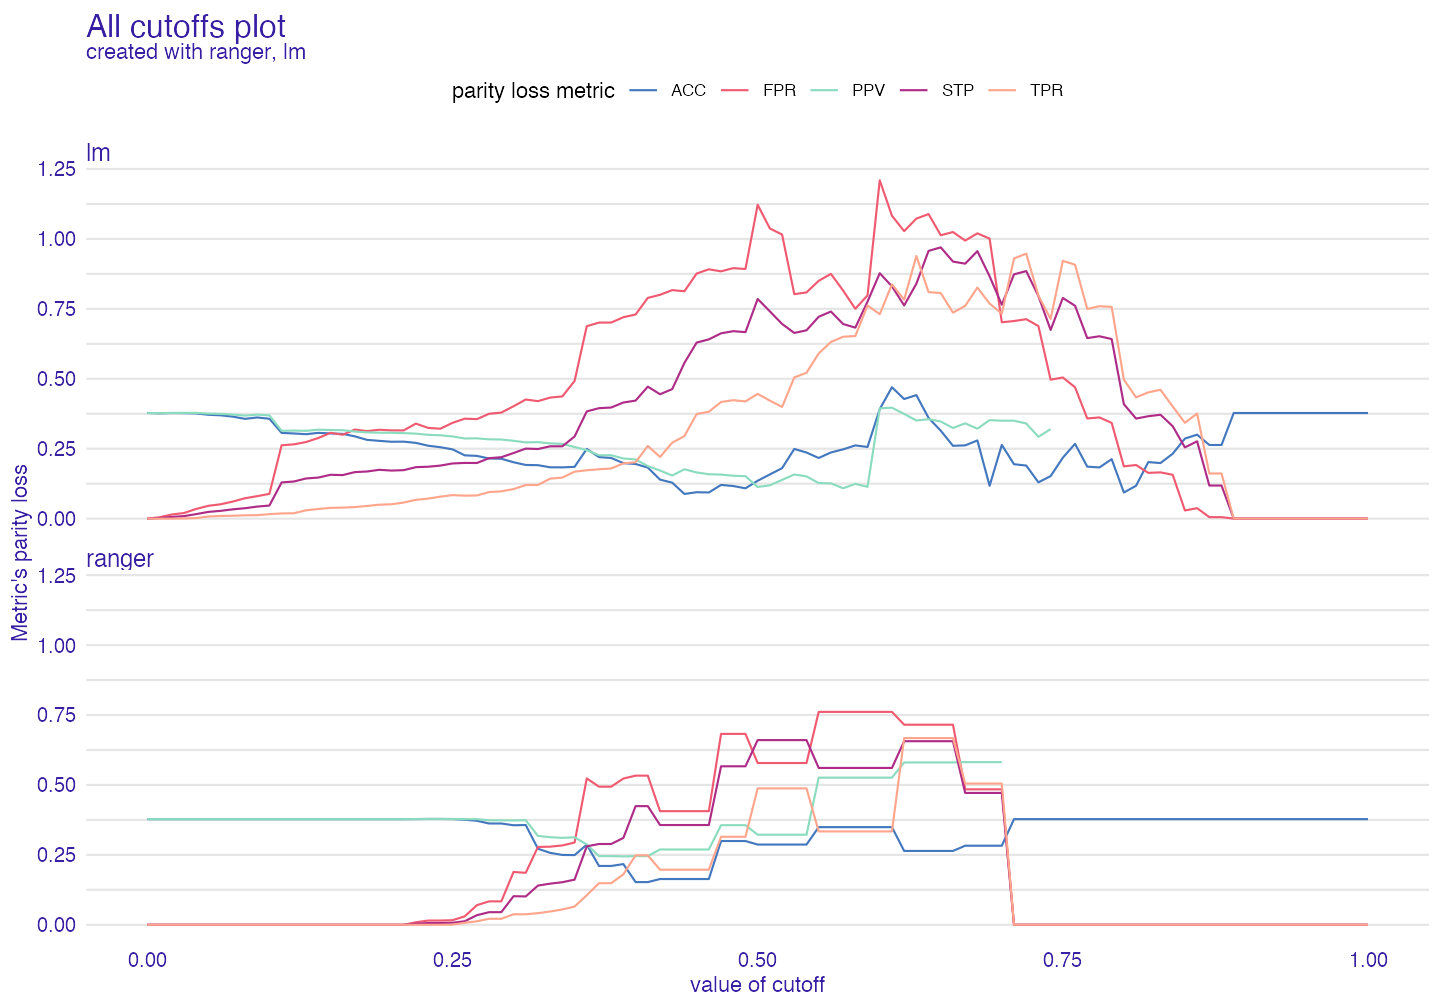 All cutoffs plot
created with ranger, lm
parity loss metric ACC FPR PPV STP TPR
lm
1.25
1.00
0.75
0.50
0.25
0.00
Metric's parity loss
ranger
1.25
1.00
0.75
0.50
0.25
0.00
0.00 0.25 0.50 0.75 1.00
value of cutoff